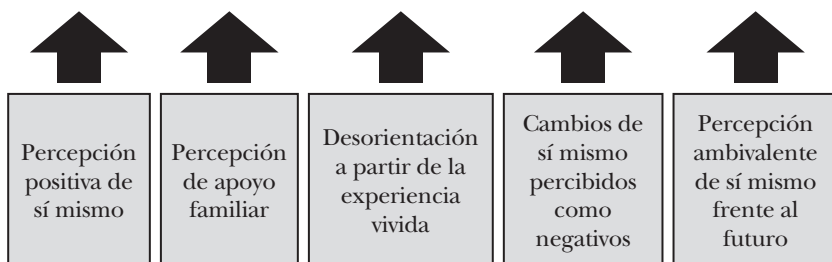 Percepción
positiva de
sí mismo
Percepción
de apoyo
familiar
Desorientación
a partir de la
experiencia
vivida
Cambios de
sí mismo
percibidos
como
negativos
Percepción
ambivalente
de sí mismo
frente al
futuro